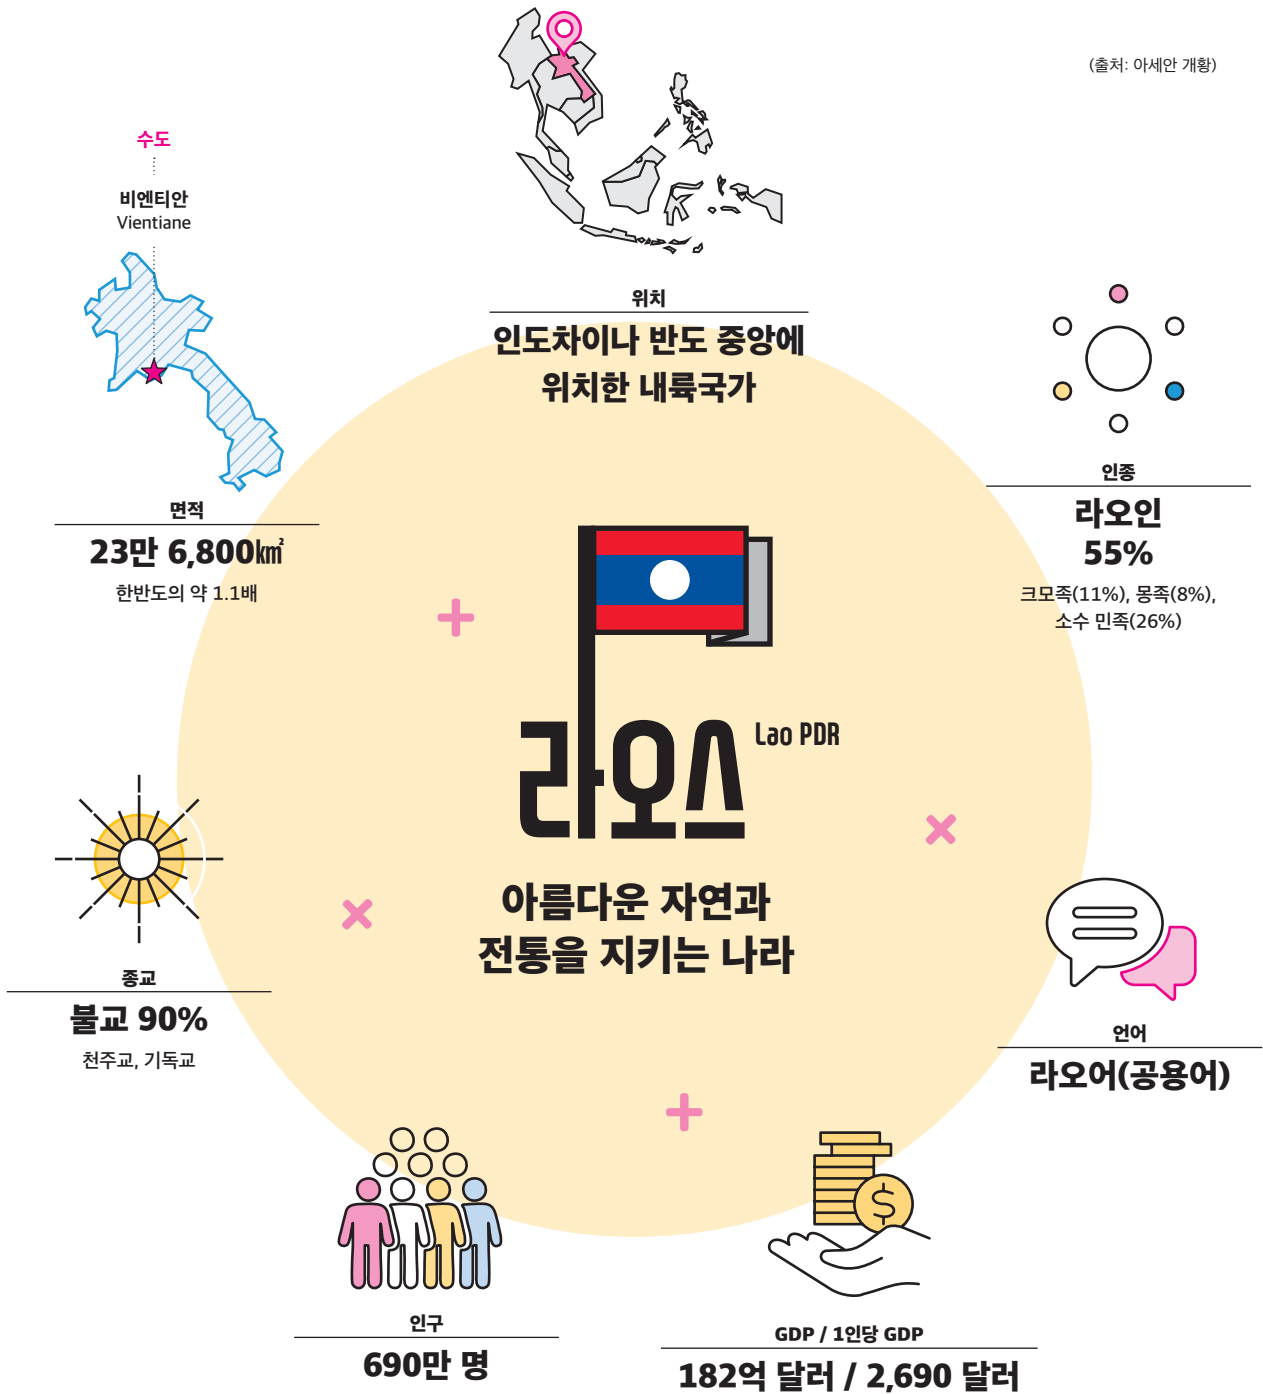 (출처: 아세안 개황)
수도
비엔티안
Vientiane
위치
인도차이나 반도 중앙에
위치한 내륙국가
인종
라오인
55%
크모족(11%), 몽족(8%),
소수 민족(26%)
면적
23만 6,800㎢
한반도의 약 1.1배
라오스 Lao PDR
아름다운 자연과
전통을 지키는 나라
종교
불교 90%
천주교, 기독교
언어
라오어(공용어)
인구
690만 명
GDP / 1인당 GDP
182억 달러 / 2,690 달러
$